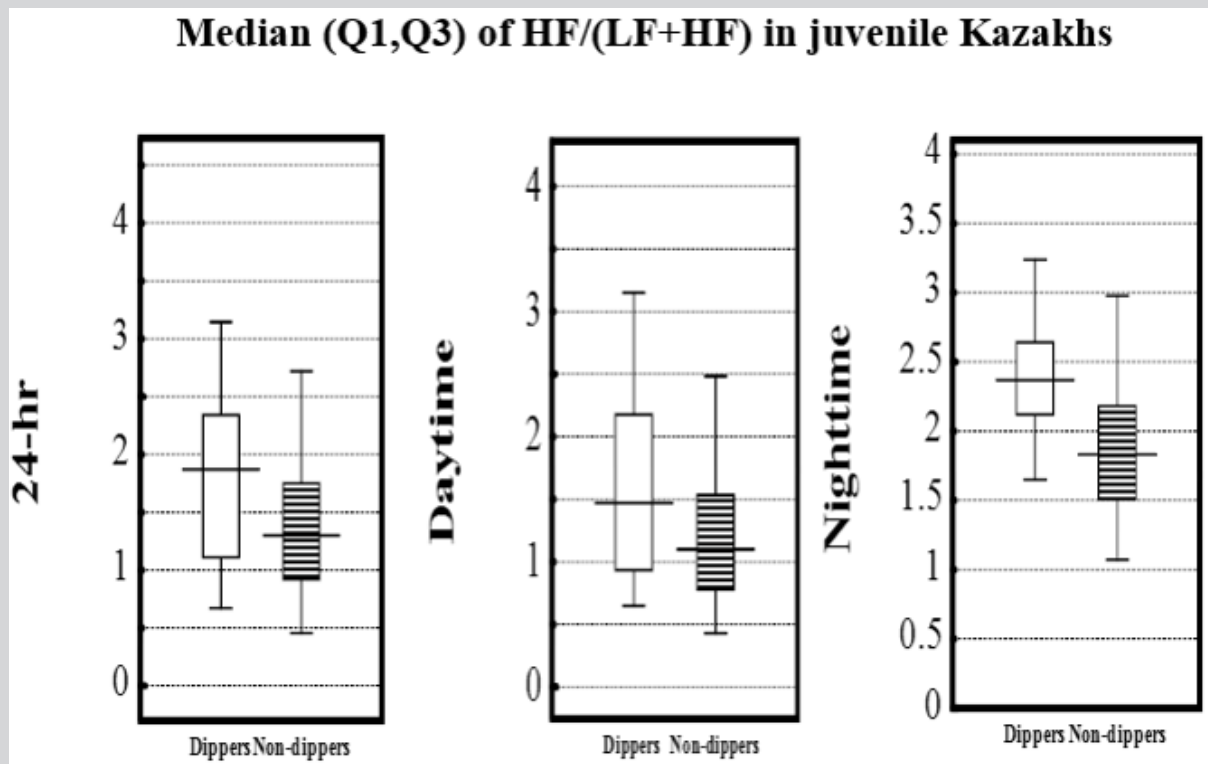 Median (Q1,Q3) of HF/(LF+HF) in juvenile Kazakhs
24-hr
4
3
2
1
0
Dippers Non-dippers
Daytime
4
3
2
1
0
Dippers Non-dippers
Nighttime
4
3.5
3
2.5
2
1.5
1
0.5
0
Dippers Non-dippers